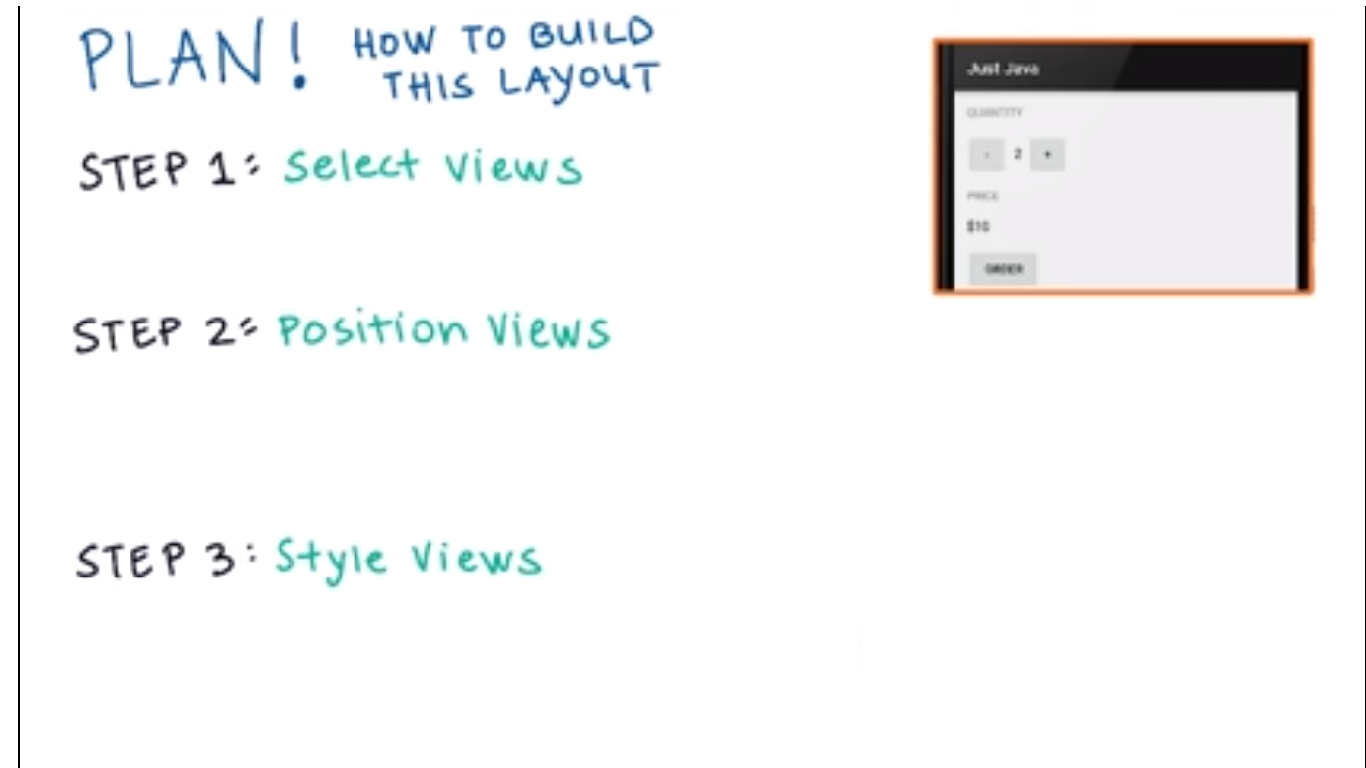 PLAN! HOW TO BUILD
THIS LAYOUT
STEP 1: Select Views
STEP 2: Position Views
STEP 3: Style Views
Just Java
QUANTITY
- 2 +
PRICE
$10
ORDER